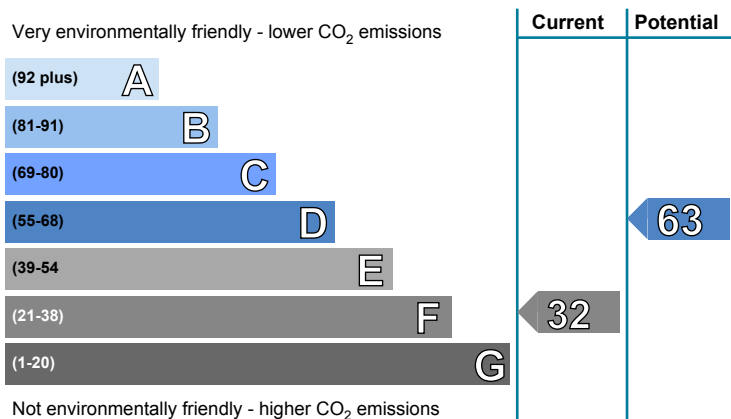 Very environmentally friendly - lower CO2 emissions
Current
Potential
(92 plus) A
(81-91) B
(69-80) C
(55-68) D
63
(39-54 E
(21-38) F
32
(1-20) G
Not environmentally friendly - higher CO2 emissions